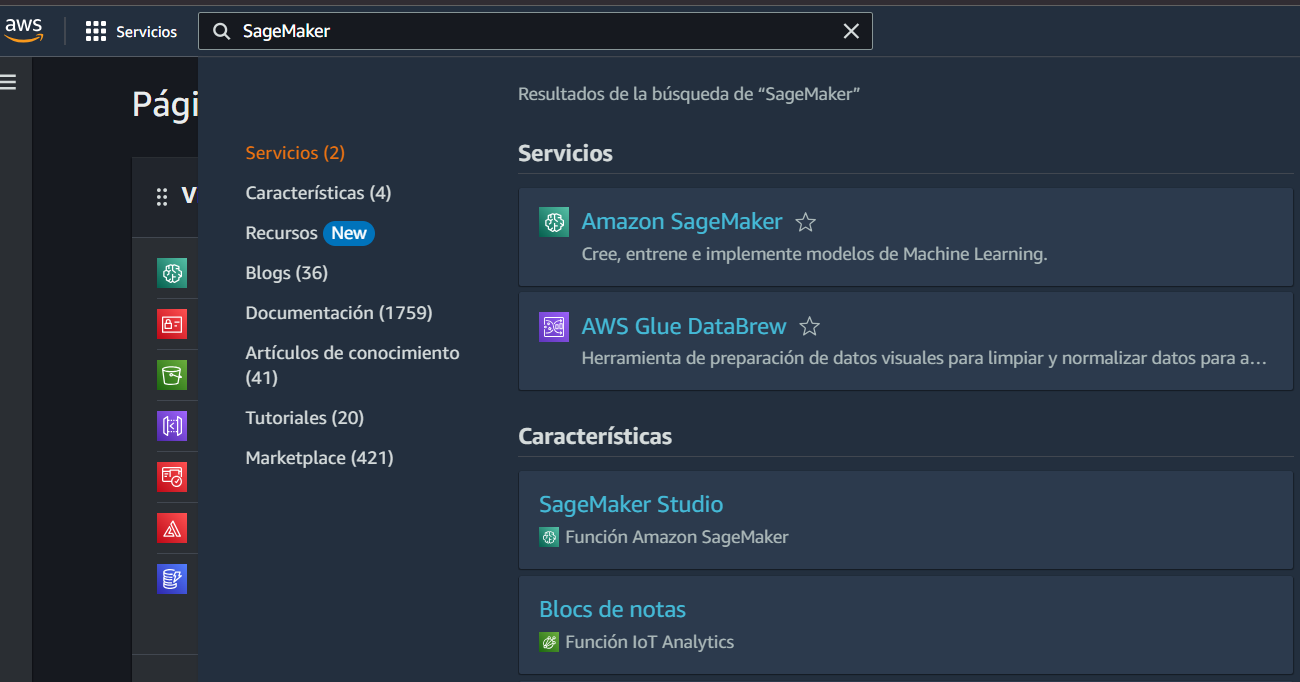 aws
Servicios
SageMaker
Pági
V
Resultados de la búsqueda de “SageMaker”
Servicios (2)
Características (4)
Recursos New
Blogs (36)
Documentación (1759)
Artículos de conocimiento
(41)
Tutoriales (20)
Marketplace (421)
Servicios
Amazon SageMaker
Cree, entrene e implemente modelos de Machine Learning.
AWS Glue DataBrew
Herramienta de preparación de datos visuales para limpiar y normalizar datos para a…
Características
SageMaker Studio
Función Amazon SageMaker
Blocs de notas
Función IoT Analytics